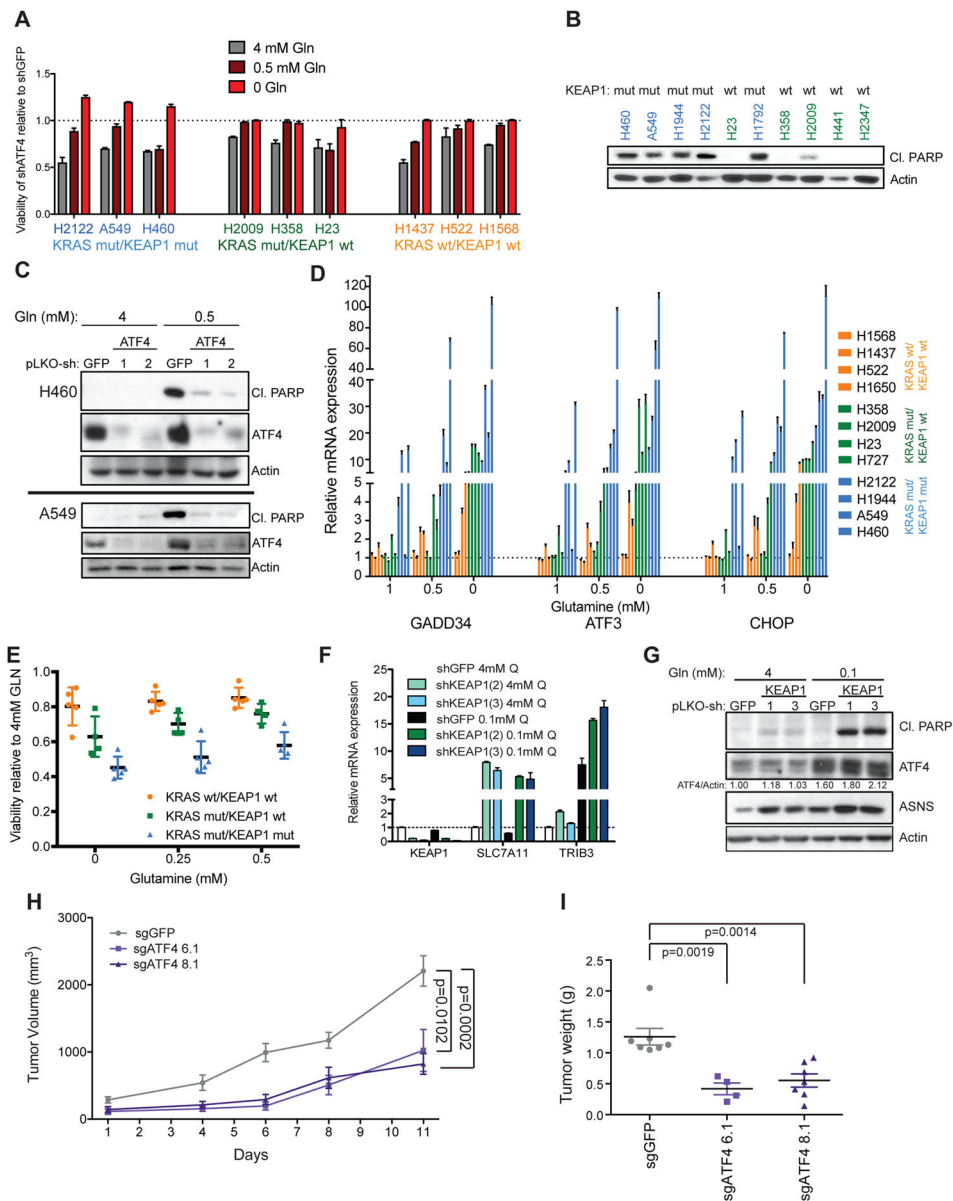 A
Viability of shATF4 relative to shGFP
4 mM Gln
0.5 mM Gln
0 Gln
1.5
1.0
0.5
0.0
H2122 A549 H460
KRAS mut/KEAP1 mut
H2009 H358 H23
KRAS mut/KEAP1 wt
H1437 H522 H1568
KRAS wt/KEAP1 wt
B
KEAP1: mut mut mut mut wt mut wt wt wt wt
H460 A549 H1944 H2122 H23 H1792 H358 H2009 H441 H2347
Cl. PARP
Actin
C
Gln (mM): 4 0.5
ATF4 ATF4
pLKO-sh: GFP 1 2 GFP 1 2
H460
Cl. PARP
ATF4
Actin
A549
Cl. PARP
ATF4
Actin
D
Relative mRNA expression
120
100
80
60
40
40
30
20
10
5
4
3
2
1
0
1 0.5 0 1 0.5 0 1 0.5 0
Glutamine (mM)
GADD34 ATF3 CHOP
H1568
H1437
H522
H1650
KRAS wt/
KEAP1 wt
H358
H2009
H23
H727
KRAS mut/
KEAP1 wt
H2122
H1944
A549
H460
KRAS mut/
KEAP1 mut
E
Viability relative to 4mM GLN
1.0
0.8
0.6
0.4
0.2
0.0
KRAS wt/KEAP1 wt
KRAS mut/KEAP1 wt
KRAS mut/KEAP1 mut
0 0.25 0.5
Glutamine (mM)
F
Relative mRNA expression
25
20
15
10
5
4
3
2
1
0
shGFP 4mM Q
shKEAP1(2) 4mM Q
shKEAP1(3) 4mM Q
shGFP 0.1mM Q
shKEAP1(2) 0.1mM Q
shKEAP1(3) 0.1mM Q
KEAP1 SLC7A11 TRIB3
G
Gln (mM): 4 0.1
KEAP1 KEAP1
pLKO-sh: GFP 1 3 GFP 1 3
Cl. PARP
ATF4
ATF4/Actin: 1.00 1.18 1.03 1.60 1.80 2.12
ASNS
Actin
H
Tumor Volume (mm3)
3000
2000
1000
0
sgGFP
sgATF4 6.1
sgATF4 8.1
p=0.0102
p=0.0002
1 2 3 4 5 6 7 8 9 10 11
Days
I
Tumor weight (g)
2.5
2.0
1.5
1.0
0.5
0.0
p=0.0014
p=0.0019
sgGFP
sgATF4 6.1
sgATF4 8.1